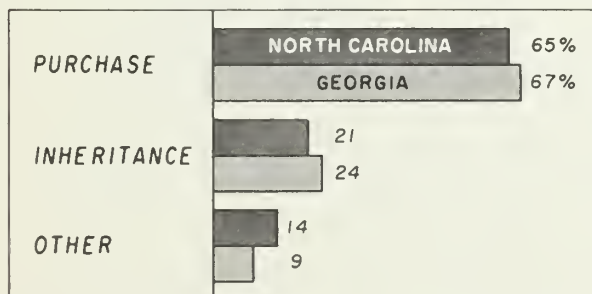 PURCHASE
NORTH CAROLINA 65%
GEORGIA 67%
INHERITANCE
21
24
OTHER
14
9